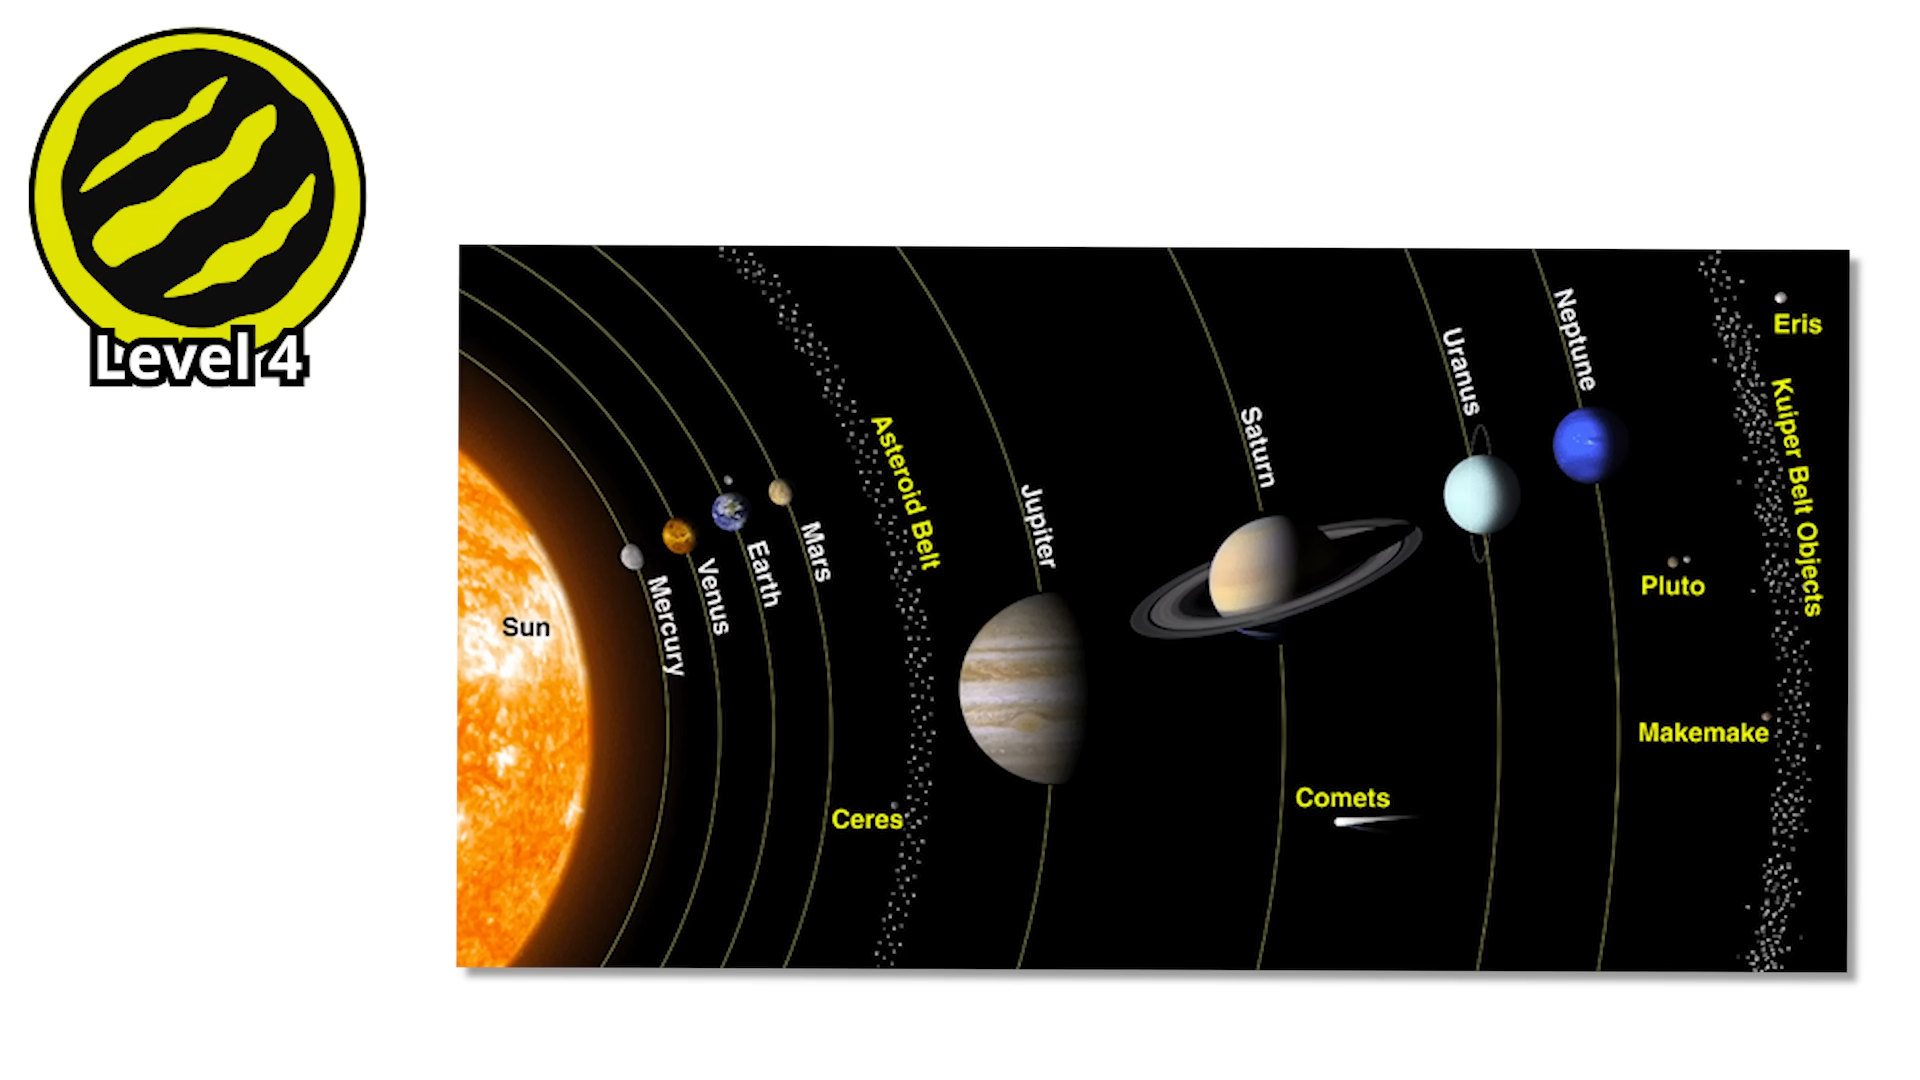 Level 4
Sun
Mercury
Venus
Earth
Mars
Ceres
Asteroid Belt
Jupiter
Saturn
Comets
Uranus
Neptune
Pluto
Makemake
Eris
Kuiper Belt Objects